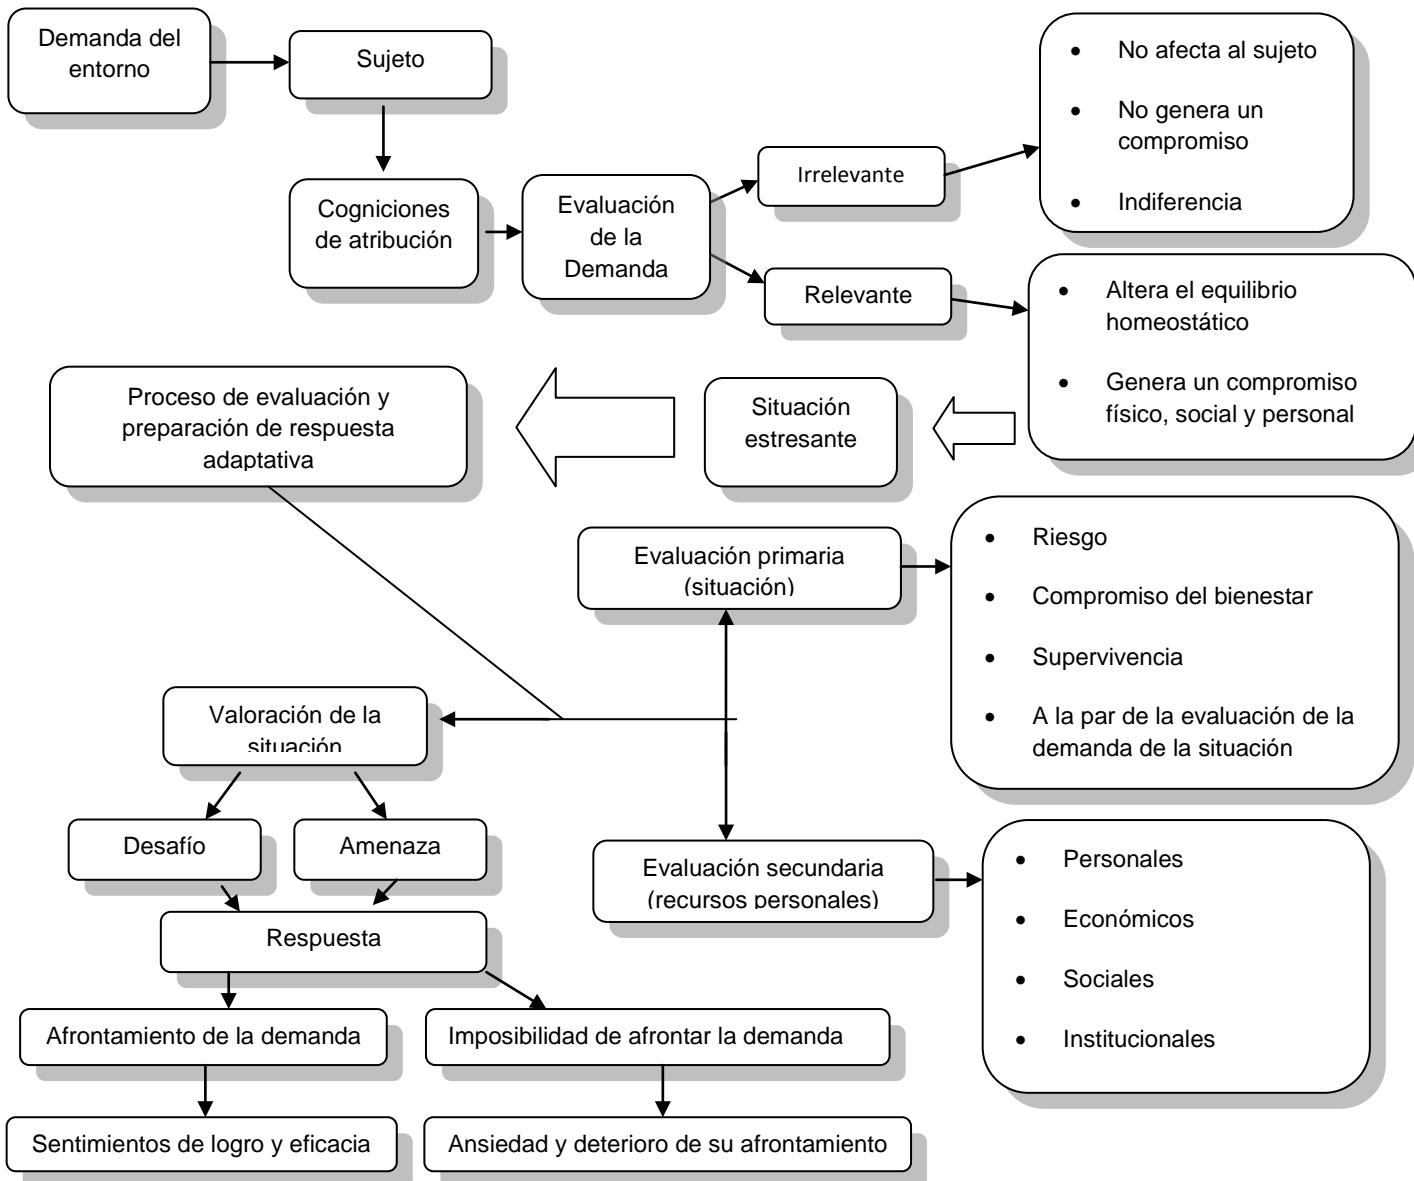 Demanda del
entorno
Sujeto
Cogniciones
de atribución
Evaluación
de la
Demanda
Irrelevante
Relevante
• No afecta al sujeto
• No genera un
compromiso
• Indiferencia
• Altera el equilibrio
homeostático
• Genera un compromiso
físico, social y personal
Situación
estresante
Proceso de evaluación y
preparación de respuesta
adaptativa
Evaluación primaria
(situación)
• Riesgo
• Compromiso del bienestar
• Supervivencia
• A la par de la evaluación de la
demanda de la situación
Valoración de la
situación
Desafío
Amenaza
Evaluación secundaria
(recursos personales)
• Personales
• Económicos
• Sociales
• Institucionales
Respuesta
Afrontamiento de la demanda
Imposibilidad de afrontar la demanda
Sentimientos de logro y eficacia
Ansiedad y deterioro de su afrontamiento